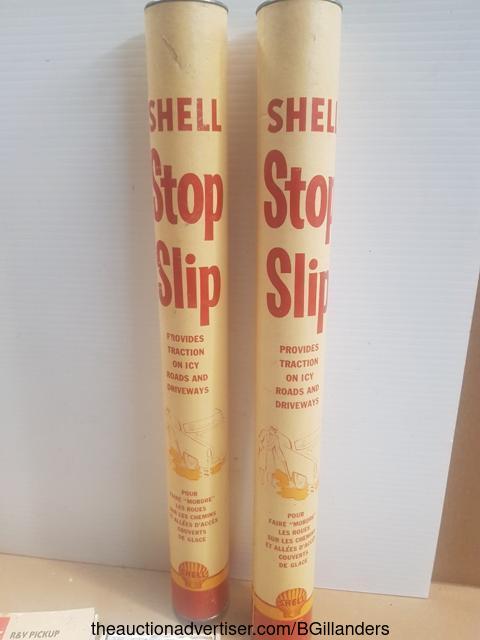 SHELL
Stop
Slip
PROVIDES
TRACTION
ON ICY
ROADS AND
DRIVEWAYS
POUR
FAIRE "MORDRE"
LES ROUES
SUR LES CHEMINS
ET ALLÉES D'ACCÈS
COUVERTS
DE GLACE
SHELL
SHELL
Stop
Slip
PROVIDES
TRACTION
ON ICY
ROADS AND
DRIVEWAYS
POUR
FAIRE "MORDRE"
LES ROUES
SUR LES CHEMINS
ET ALLÉES D'ACCÈS
COUVERTS
DE GLACE
SHELL
R&V PICKUP
theauctionadvertiser.com/BGillanders